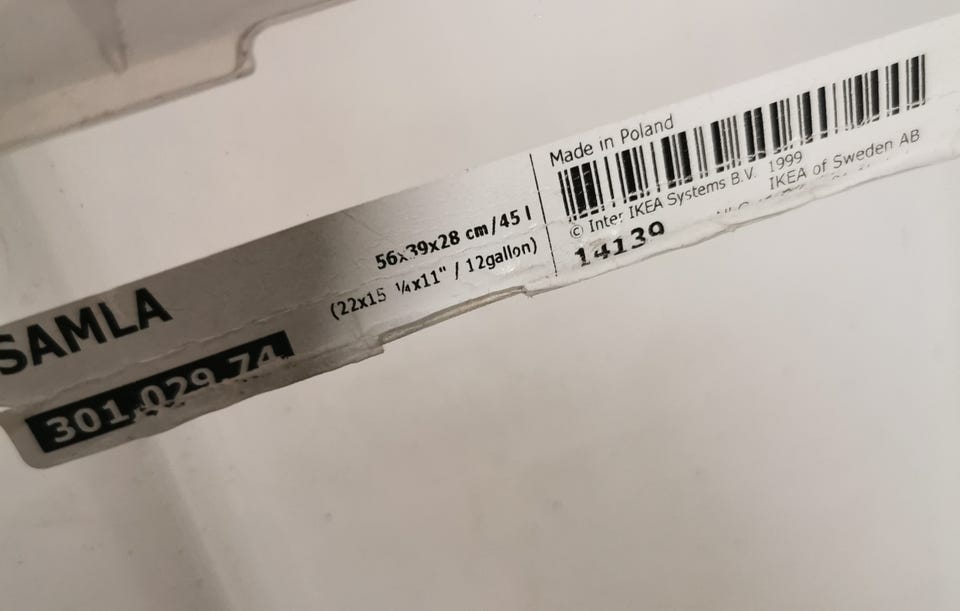 SAMLA
301.029.74
56x39x28 cm/45 l
(22x15 ¼x11" / 12gallon)
Made in Poland
© Inter IKEA Systems B.V. 1999
IKEA of Sweden AB
14139